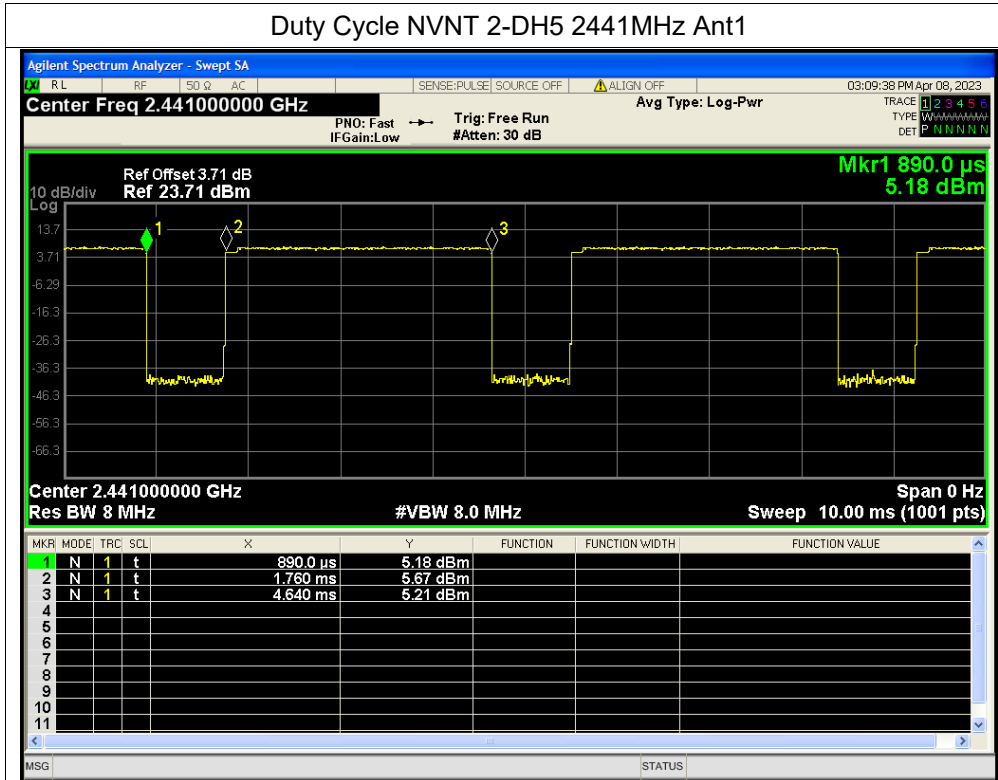 Duty Cycle NVNT 2-DH5 2441MHz Ant1
Agilent Spectrum Analyzer - Swept SA
LXI RL RF 50 Ω AC SENSE:PULSE SOURCE OFF ALIGN OFF 03:09:38 PM Apr 08, 2023
Center Freq 2.441000000 GHz Avg Type: Log-Pwr TRACE 1 2 3 4 5 6
PNO: Fast Trig: Free Run TYPE
IFGain:Low #Atten: 30 dB DET P N N N N N
Mkr1 890.0 µs
Ref Offset 3.71 dB
10 dB/div Ref 23.71 dBm 5.18 dBm
Log
13.7
3.71
-6.29
-16.3
-26.3
-36.3
-46.3
-56.3
-66.3
1 2 3
Center 2.441000000 GHz Span 0 Hz
Res BW 8 MHz #VBW 8.0 MHz Sweep 10.00 ms (1001 pts)
MKR MODE TRC SCL X Y FUNCTION FUNCTION WIDTH FUNCTION VALUE
1 N 1 t 890.0 µs 5.18 dBm
2 N 1 t 1.760 ms 5.67 dBm
3 N 1 t 4.640 ms 5.21 dBm
4
5
6
7
8
9
10
11
MSG STATUS